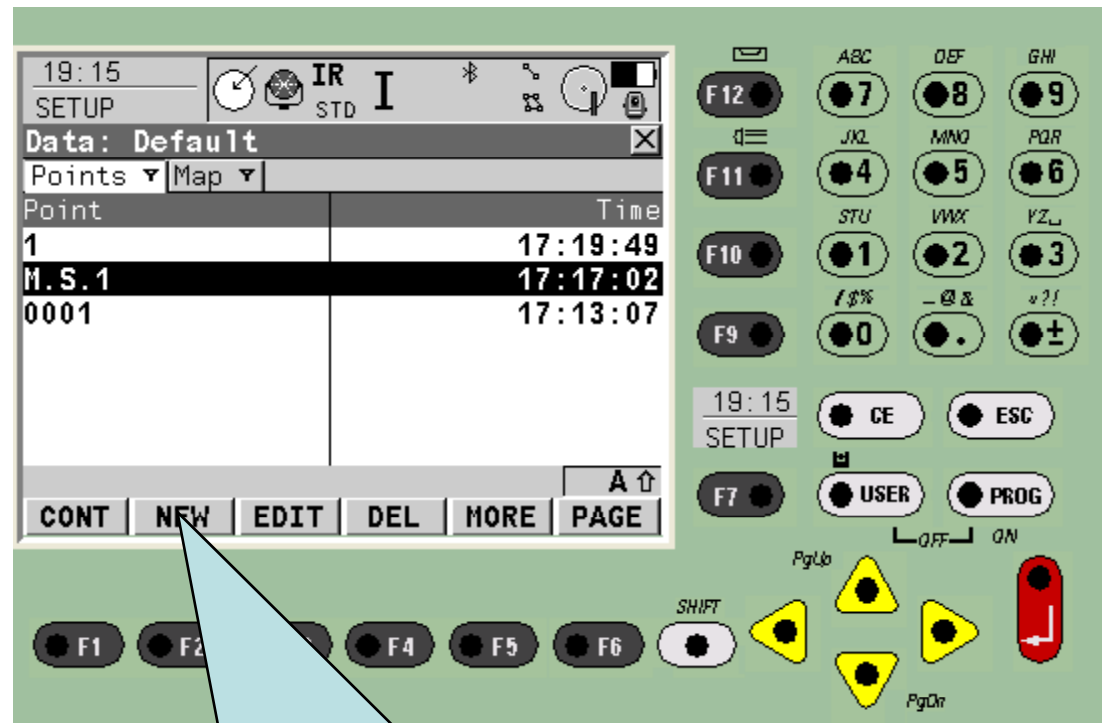 19:15
SETUP
IR
STD
I
Data: Default
Points Map
Point Time
1 17:19:49
M.S.1 17:17:02
0001 17:13:07
A
CONT NEW EDIT DEL MORE PAGE
F1 F4 F5 F6
SHIFT
F12
F11
F10
F9
19:15
SETUP
F7
ABC DEF GHI
7 8 9
JKL MNO PQR
4 5 6
STU VWX YZ
1 2 3
/$% _@& *?!
0 . ±
CE ESC
USER PROG
OFF ON
PgUp
PgDn